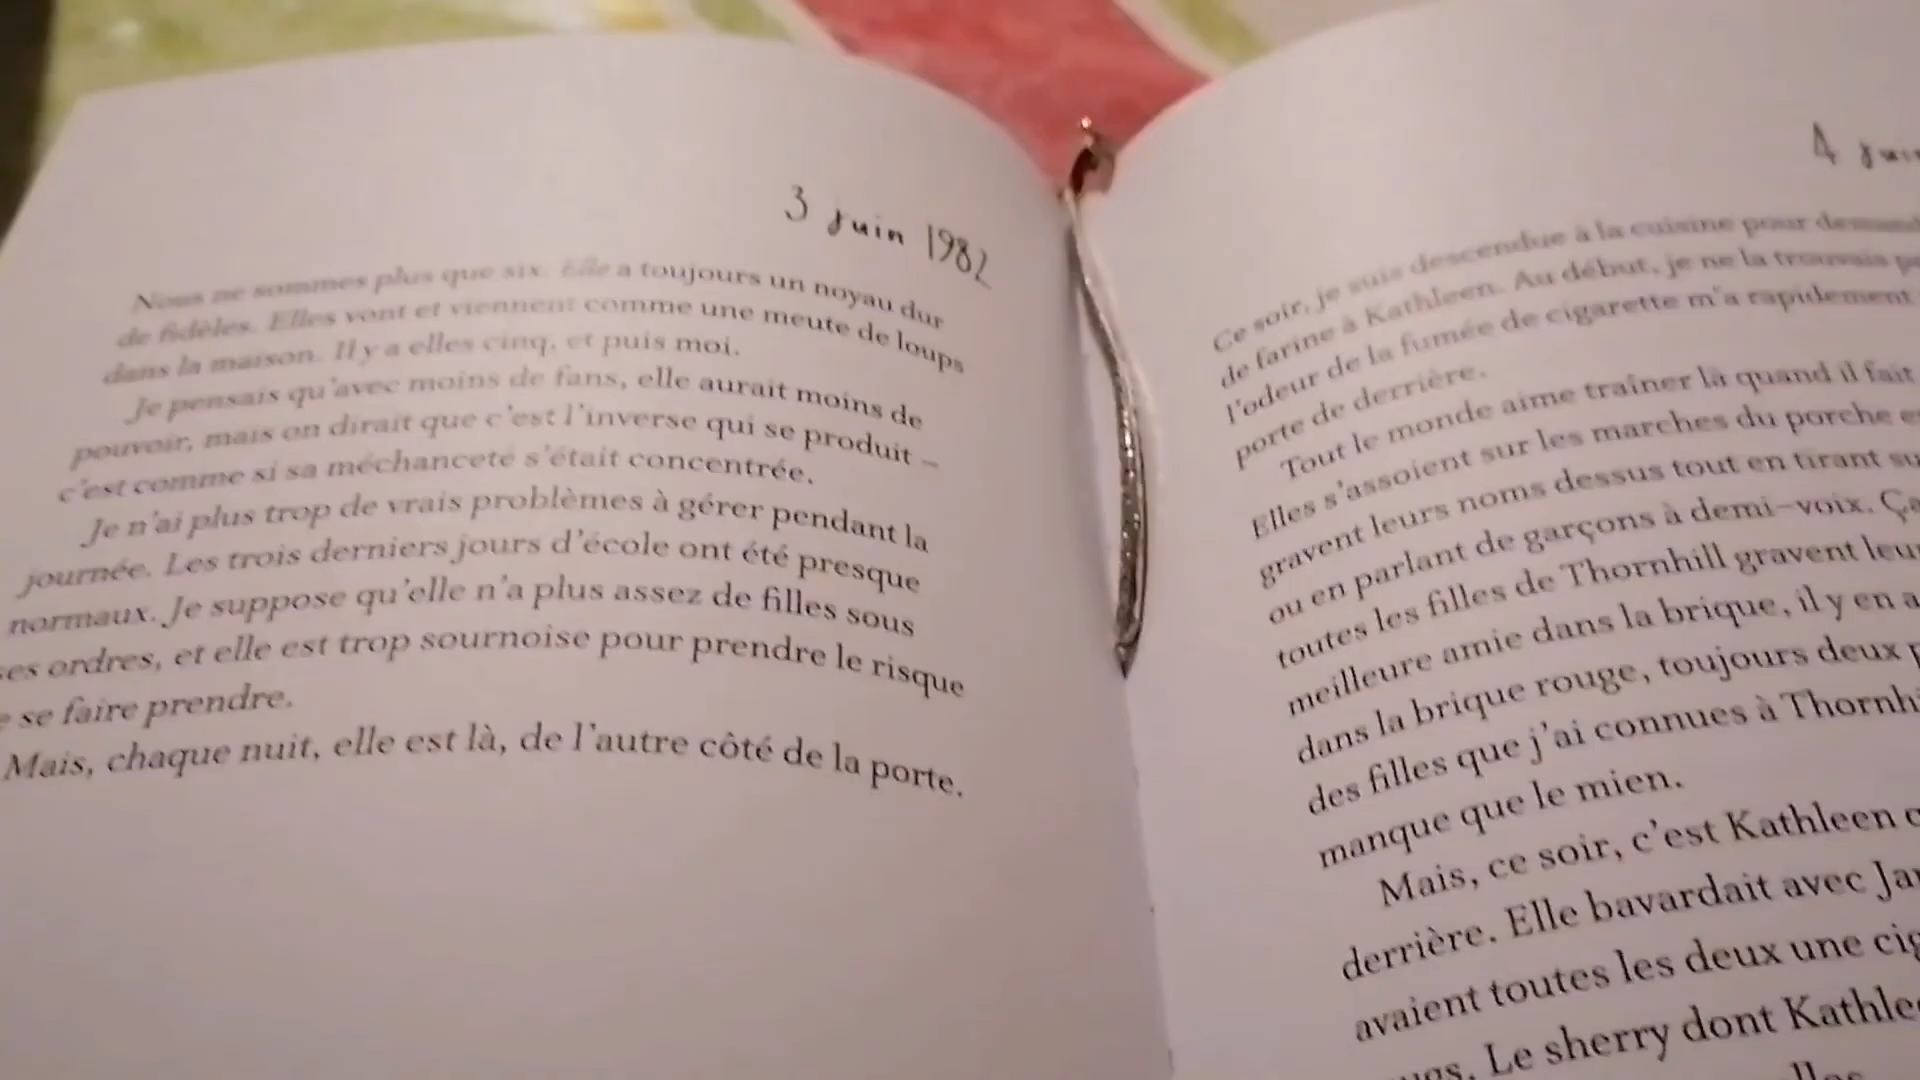 3 juin 1982
Nous ne sommes plus que six. Elle a toujours un noyau dur
de fidèles. Elles vont et viennent comme une meute de loups
dans la maison. Il y a elles cinq, et puis moi.
Je pensais qu'avec moins de fans, elle aurait moins de
pouvoir, mais on dirait que c'est l'inverse qui se produit –
c'est comme si sa méchanceté s'était concentrée.
Je n'ai plus trop de vrais problèmes à gérer pendant la
journée. Les trois derniers jours d'école ont été presque
normaux. Je suppose qu'elle n'a plus assez de filles sous
ses ordres, et elle est trop sournoise pour prendre le risque
se faire prendre.
Mais, chaque nuit, elle est là, de l'autre côté de la porte.
4 juin
Ce soir, je suis descendue à la cuisine pour
de farine à Kathleen. Au début, je ne la trouvais
l'odeur de la fumée de cigarette m'a rapidement
porte de derrière.
Tout le monde aime traîner là quand il fait
Elles s'assoient sur les marches du porche
gravent leurs noms dessus tout en tirant
ou en parlant de garçons à demi-voix.
toutes les filles de Thornhill gravent
meilleure amie dans la brique, il y en a
dans la brique rouge, toujours deux
des filles que j'ai connues à
manque que le mien.
Mais, ce soir, c'est Kathleen
derrière. Elle bavardait avec
avaient toutes les deux une
Le sherry dont